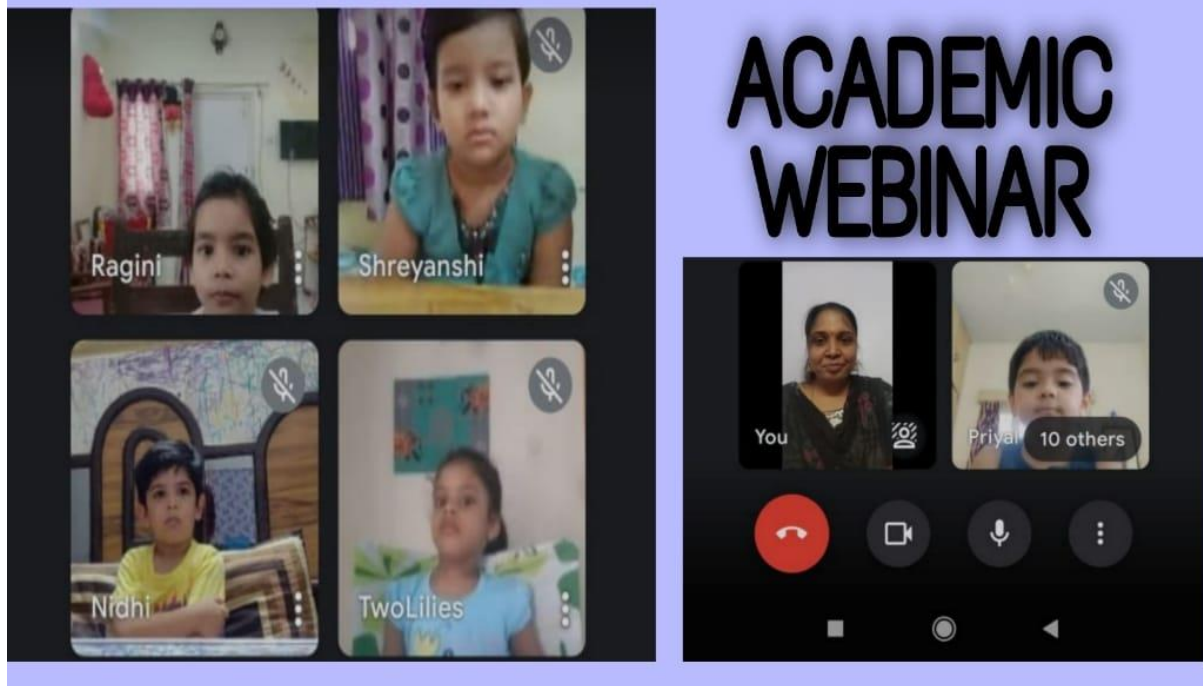 ACADEMIC
WEBINAR
Ragini
Shreyanshi
Nidhi
TwoLilies
You
Priyal
10 others